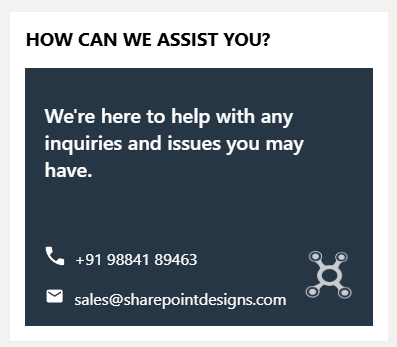 HOW CAN WE ASSIST YOU?
We're here to help with any
inquiries and issues you may
have.
+91 98841 89463
sales@sharepointdesigns.com